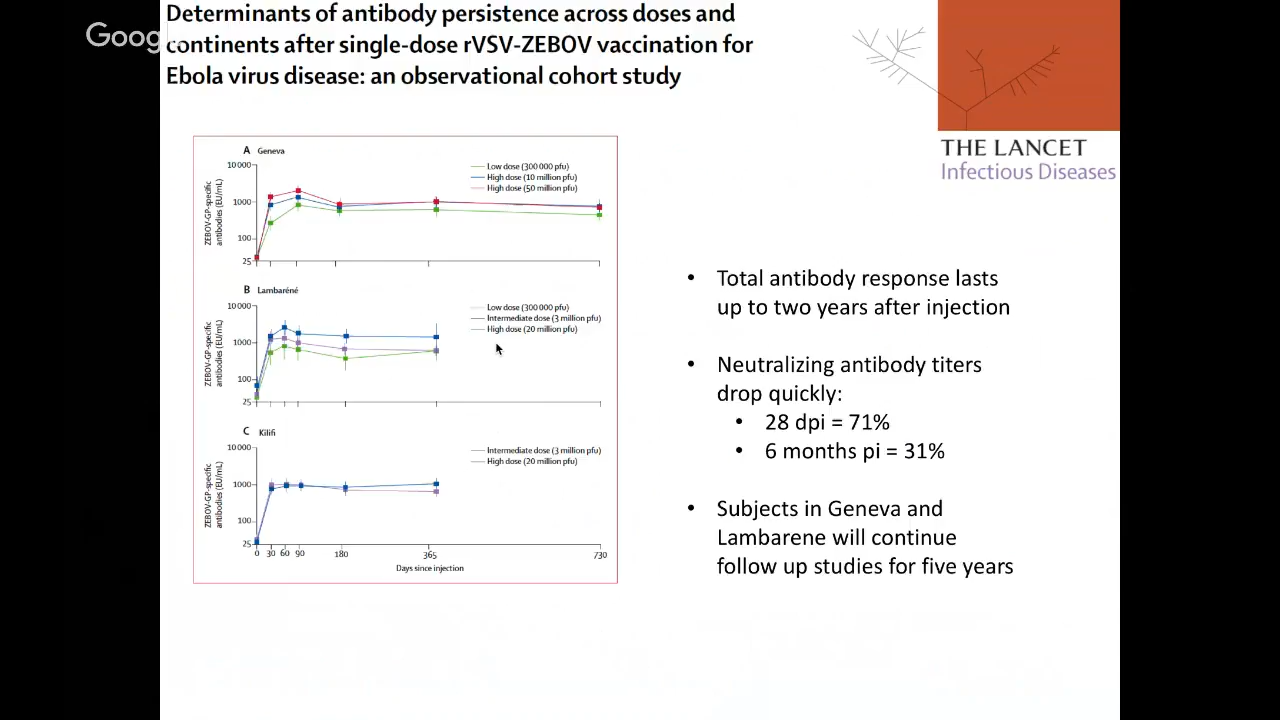 Google
Determinants of antibody persistence across doses and
continents after single-dose rVSV-ZEBOV vaccination for
Ebola virus disease: an observational cohort study
THE LANCET
Infectious Diseases
A Geneva
Low dose (300 000 pfu)
High dose (10 million pfu)
High dose (50 million pfu)
ZEBOV-GP-specific
antibodies (EU/mL)
10 000
1000
100
25
B Lambaréné
Low dose (300 000 pfu)
Intermediate dose (3 million pfu)
High dose (20 million pfu)
ZEBOV-GP-specific
antibodies (EU/mL)
10 000
1000
100
25
C Kilifi
Intermediate dose (3 million pfu)
High dose (20 million pfu)
ZEBOV-GP-specific
antibodies (EU/mL)
10 000
1000
100
25
0 30 60 90 180 365 730
Days since injection
• Total antibody response lasts
up to two years after injection
• Neutralizing antibody titers
drop quickly:
• 28 dpi = 71%
• 6 months pi = 31%
• Subjects in Geneva and
Lambarene will continue
follow up studies for five years